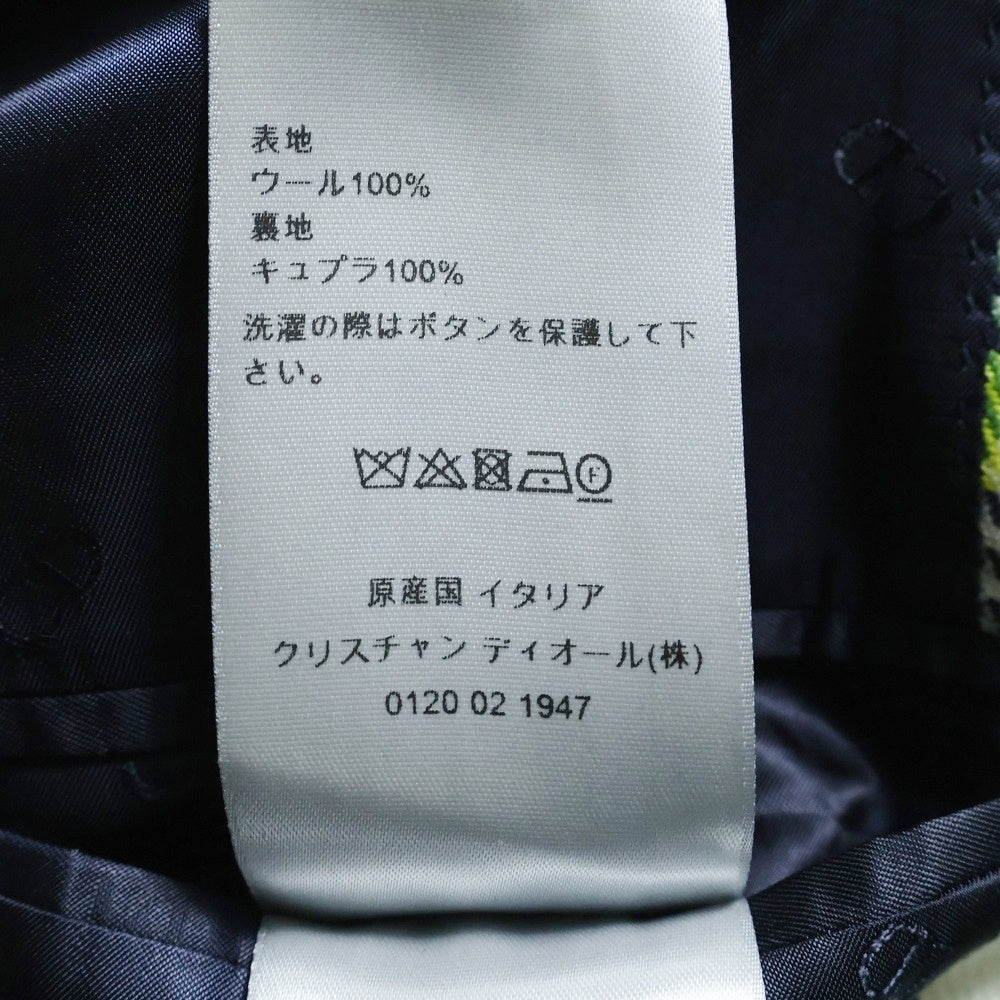 表地
ウール100%
裏地
キュプラ100%
洗濯の際はボタンを保護して下
さい。
F
原産国 イタリア
クリスチャン ディオール(株)
0120 02 1947